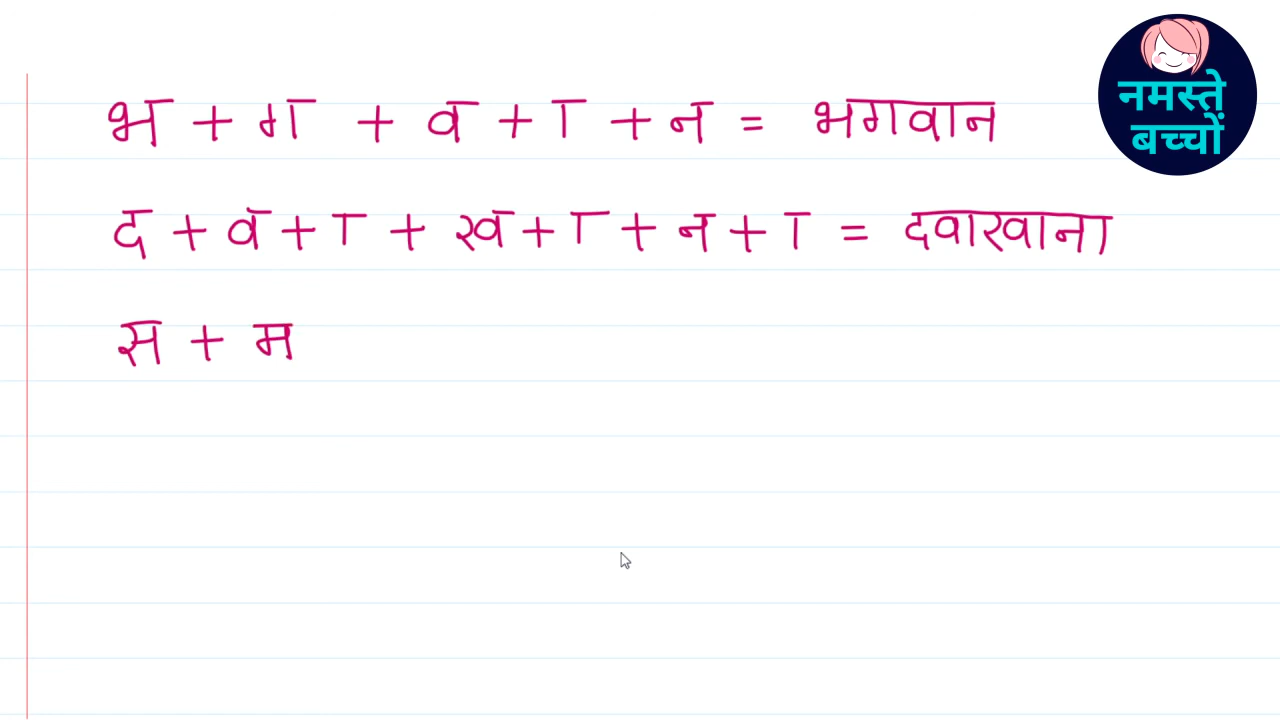 नमस्ते
बच्चों
भ + ग + व + ा + न = भगवान
द + व + ा + ख + ा + न + ा = दवाखाना
स + म